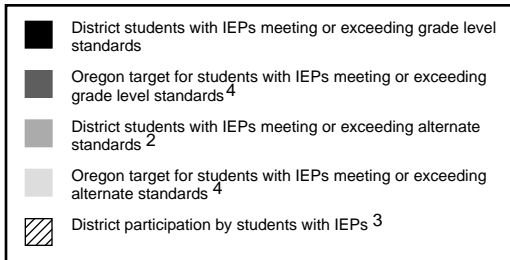 District students with IEPs meeting or exceeding grade level
standards
Oregon target for students with IEPs meeting or exceeding
grade level standards 4
District students with IEPs meeting or exceeding alternate
standards 2
Oregon target for students with IEPs meeting or exceeding
alternate standards 4
District participation by students with IEPs 3